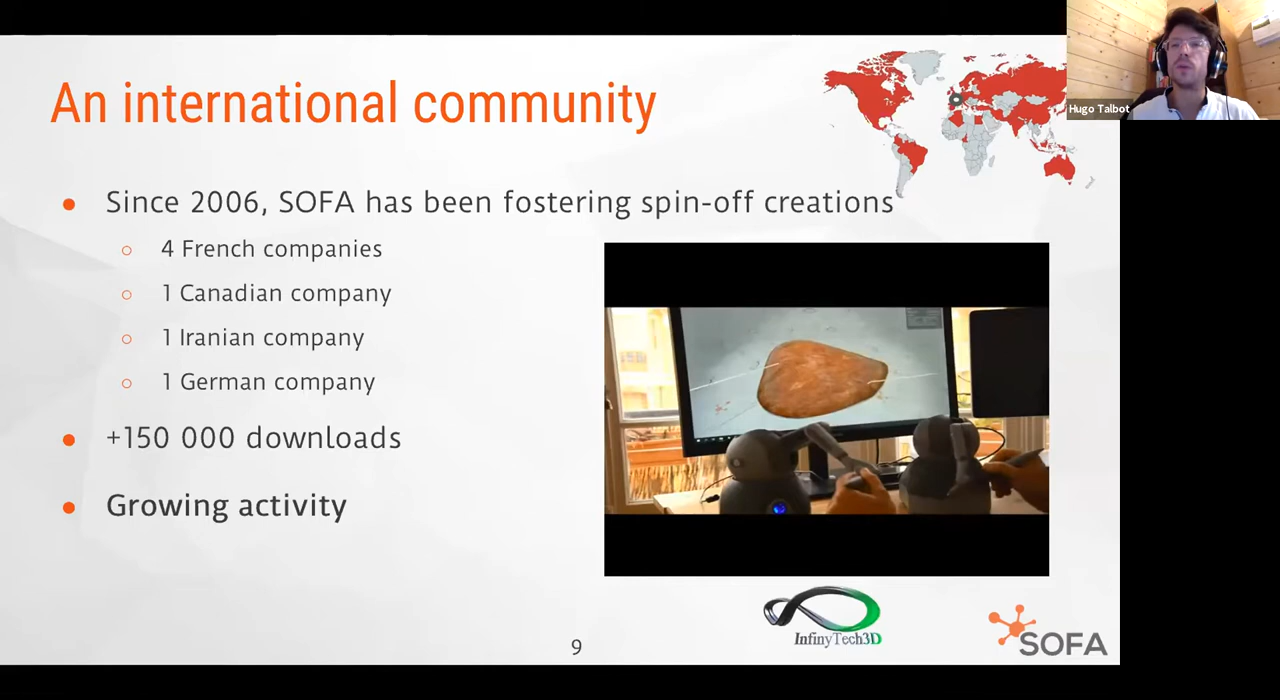 An international community
Hugo Talbot
● Since 2006, SOFA has been fostering spin-off creations
○ 4 French companies
○ 1 Canadian company
○ 1 Iranian company
○ 1 German company
● +150 000 downloads
● Growing activity
InfinyTech3D
9
SOFA